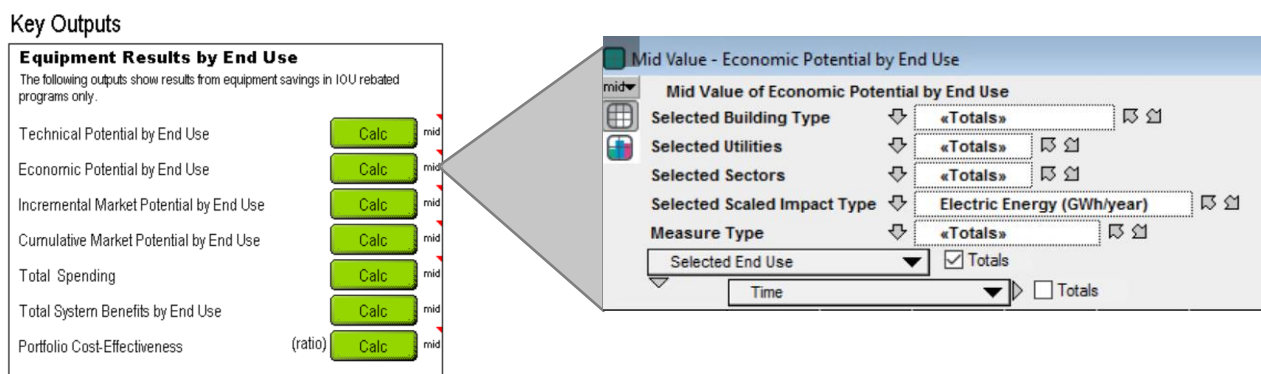 Key Outputs
Equipment Results by End Use
The following outputs show results from equipment savings in IOU rebated
programs only.
Technical Potential by End Use Calc mid
Economic Potential by End Use Calc mid
Incremental Market Potential by End Use Calc mid
Cumulative Market Potential by End Use Calc mid
Total Spending Calc mid
Total System Benefits by End Use Calc mid
Portfolio Cost-Effectiveness (ratio) Calc mid
Mid Value - Economic Potential by End Use
mid Mid Value of Economic Potential by End Use
Selected Building Type «Totals»
Selected Utilities «Totals»
Selected Sectors «Totals»
Selected Scaled Impact Type Electric Energy (GWh/year)
Measure Type «Totals»
Selected End Use Totals
Time Totals